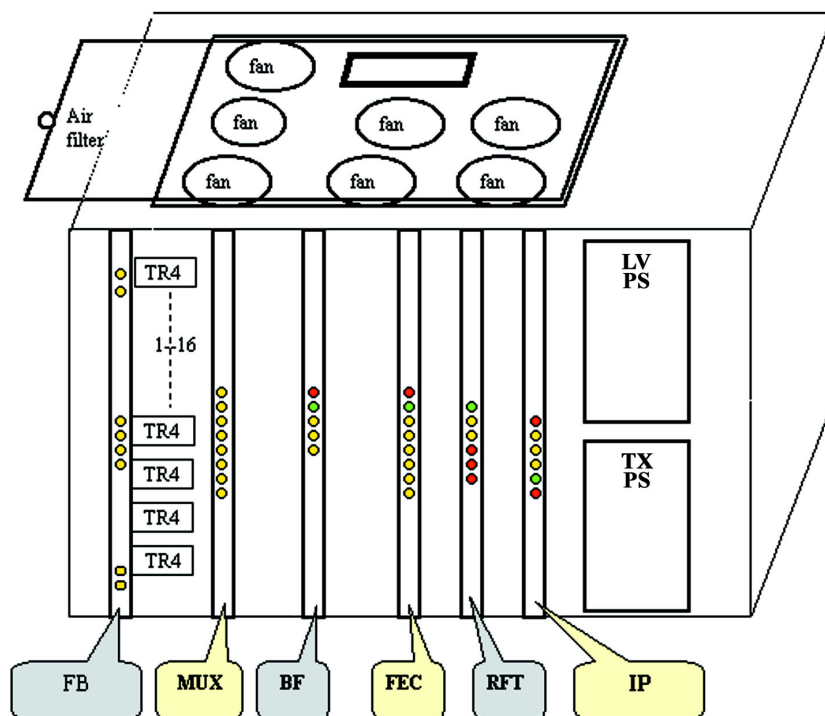 fan
Air
filter
fan
fan
fan
fan
fan
fan
TR4
1--16
TR4
TR4
TR4
TR4
LV
PS
TX
PS
FB
MUX
BF
FEC
RFT
IP